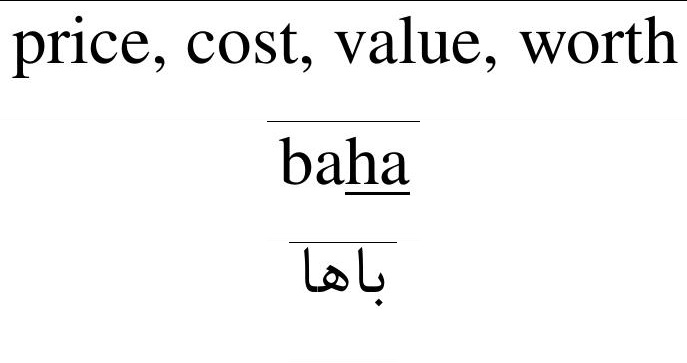 price, cost, value, worth
baha
باها